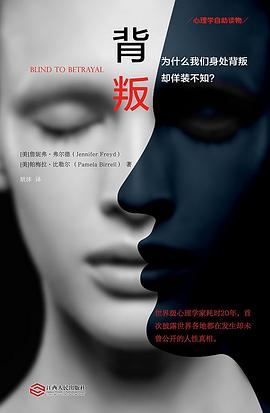 心理学自助读物
背叛
为什么我们身处背叛
却佯装不知?
BLIND TO BETRAYAL
[美]詹妮弗·弗尔德(Jennifer Freyd)
[美]帕梅拉·比勒尔(Pamela Birrell) 著
世界级心理学家耗时20年,首
次披露世界各地都在发生却未
曾公开的人性真相。
江西人民出版社